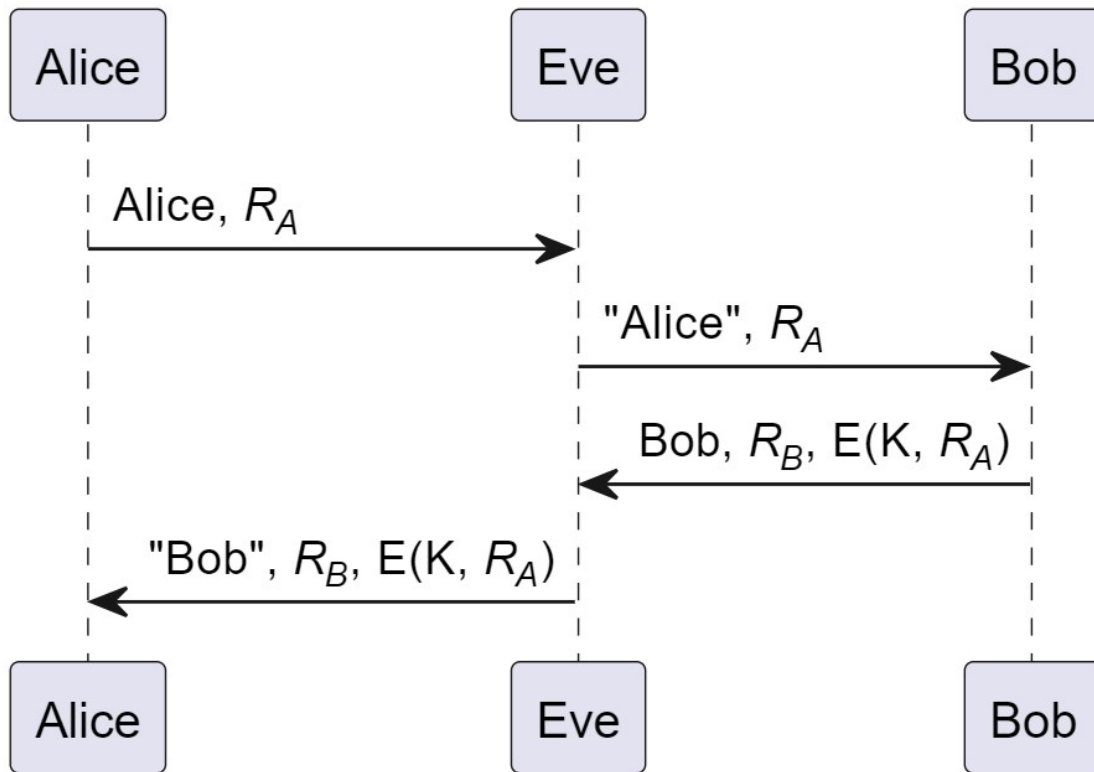 Alice Eve Bob
Alice, R_A
"Alice", R_A
Bob, R_B, E(K, R_A)
"Bob", R_B, E(K, R_A)
Alice Eve Bob